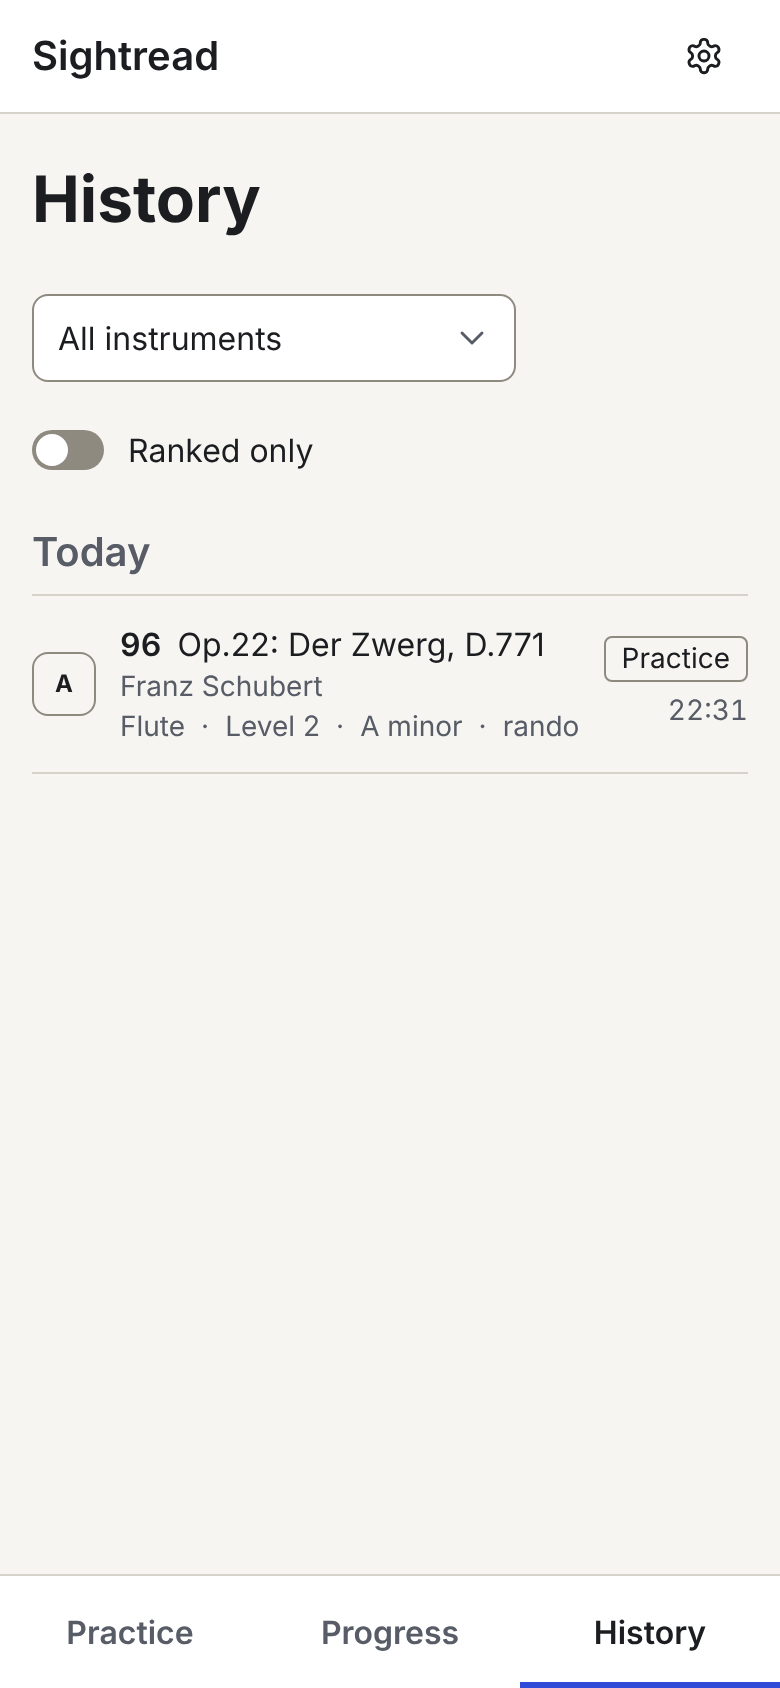 Sightread
History
All instruments
Ranked only
Today
A
96 Op.22: Der Zwerg, D.771
Franz Schubert
Flute · Level 2 · A minor · rando
Practice
22:31
Practice Progress History